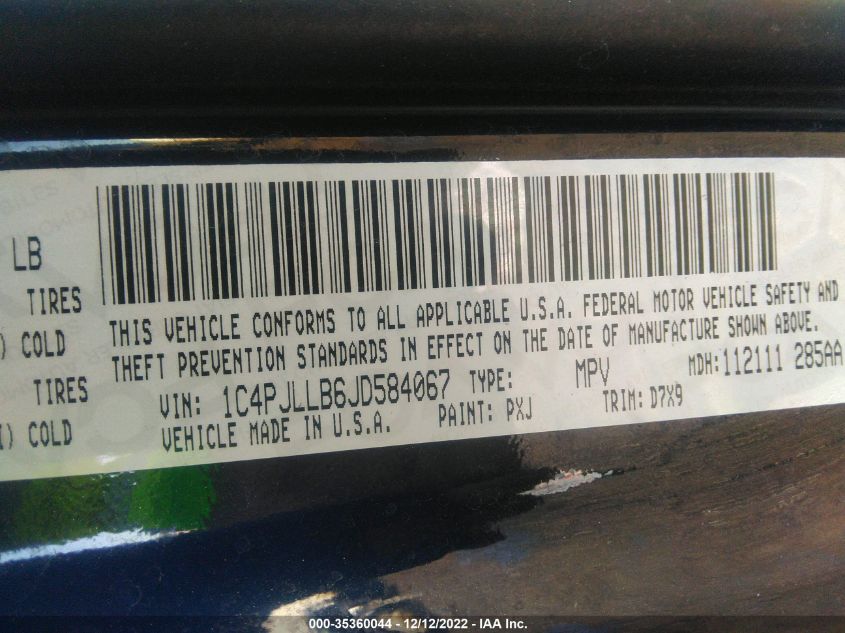 LB
TIRES
) COLD
TIRES
) COLD
THIS VEHICLE CONFORMS TO ALL APPLICABLE U.S.A. FEDERAL MOTOR VEHICLE SAFETY AND
THEFT PREVENTION STANDARDS IN EFFECT ON THE DATE OF MANUFACTURE SHOWN ABOVE.
VIN: 1C4PJLLB6JD584067 TYPE: MPV MDH: 112111 285AA
VEHICLE MADE IN U.S.A. PAINT: PXJ TRIM: D7X9
000-35360044 - 12/12/2022 - IAA Inc.